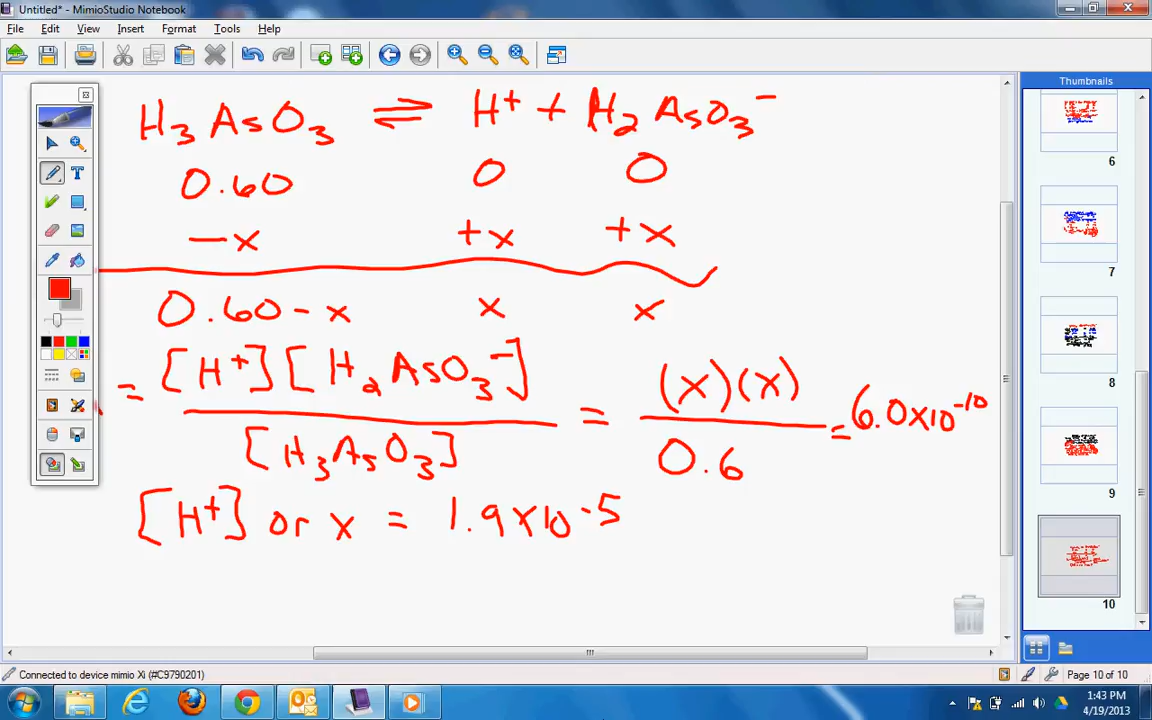 Untitled* - MimioStudio Notebook
File Edit View Insert Format Tools Help
Thumbnails
H₃AsO₃ ⇌ H⁺ + H₂AsO₃⁻
0.60 0 0
−x +x +x
0.60 − x x x
= [H⁺][H₂AsO₃⁻] / [H₃AsO₃] = (x)(x) / 0.6 = 6.0x10⁻¹⁰
[H⁺] or x = 1.9x10⁻⁵
6
7
8
9
10
Connected to device mimio Xi (#C9790201)
Page 10 of 10
1:43 PM
4/19/2013